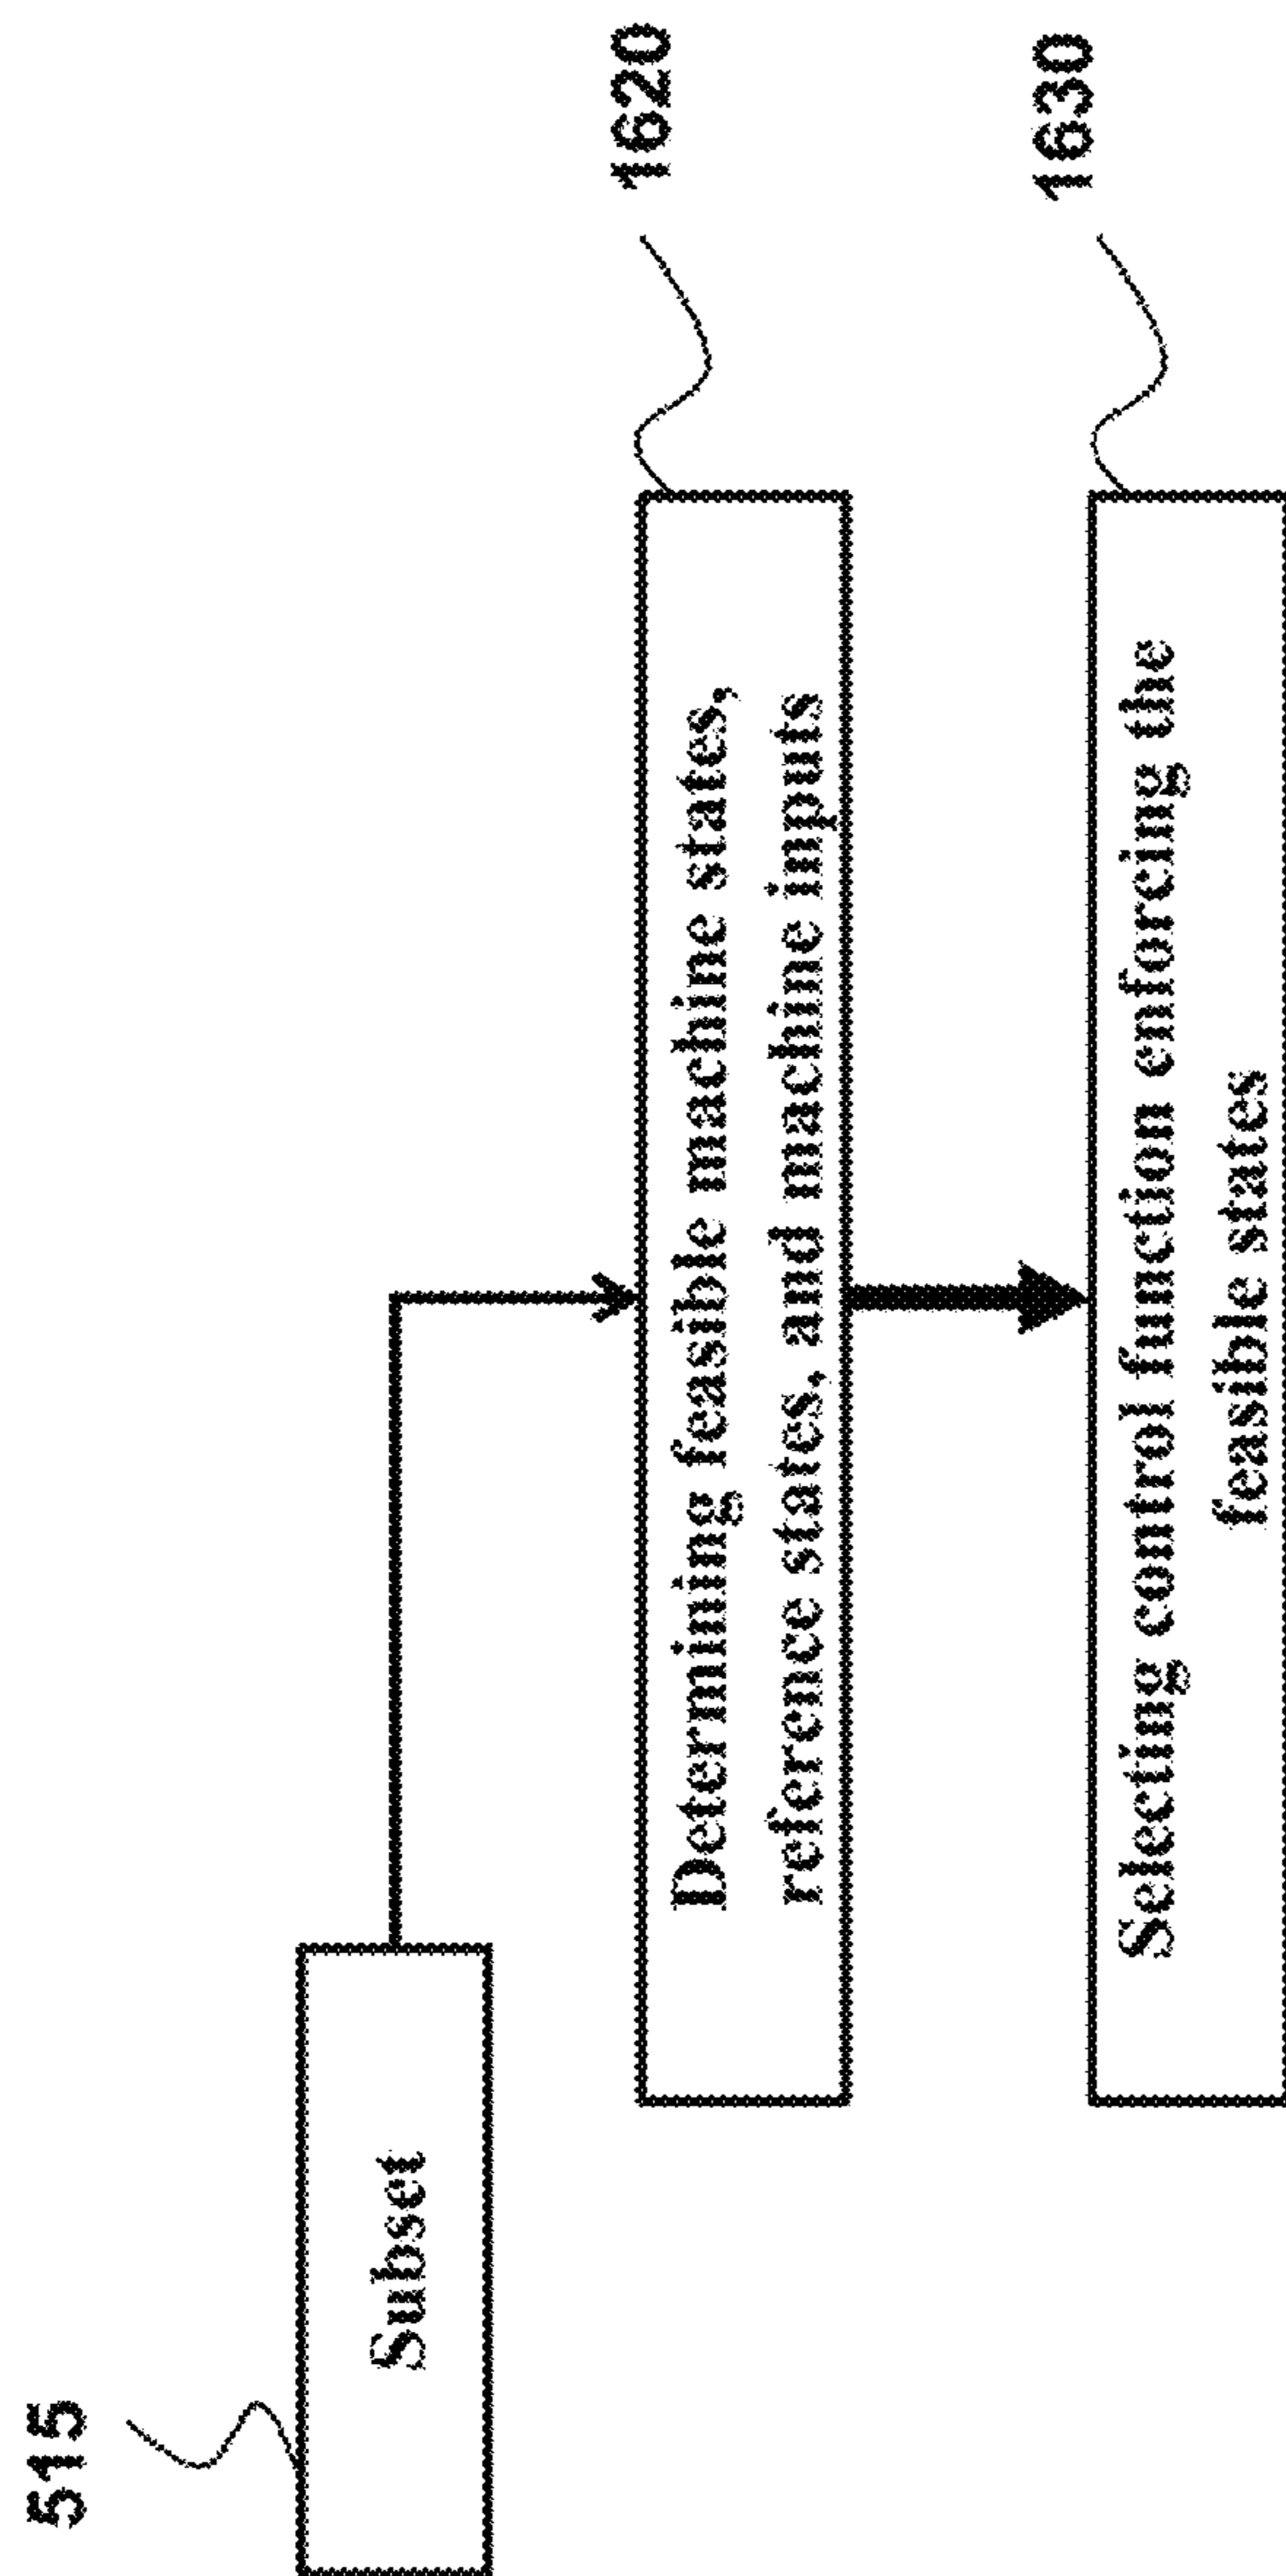 515
Subset
1620
Determining feasible machine states,
reference states, and machine inputs
1630
Selecting control function enforcing the
feasible states